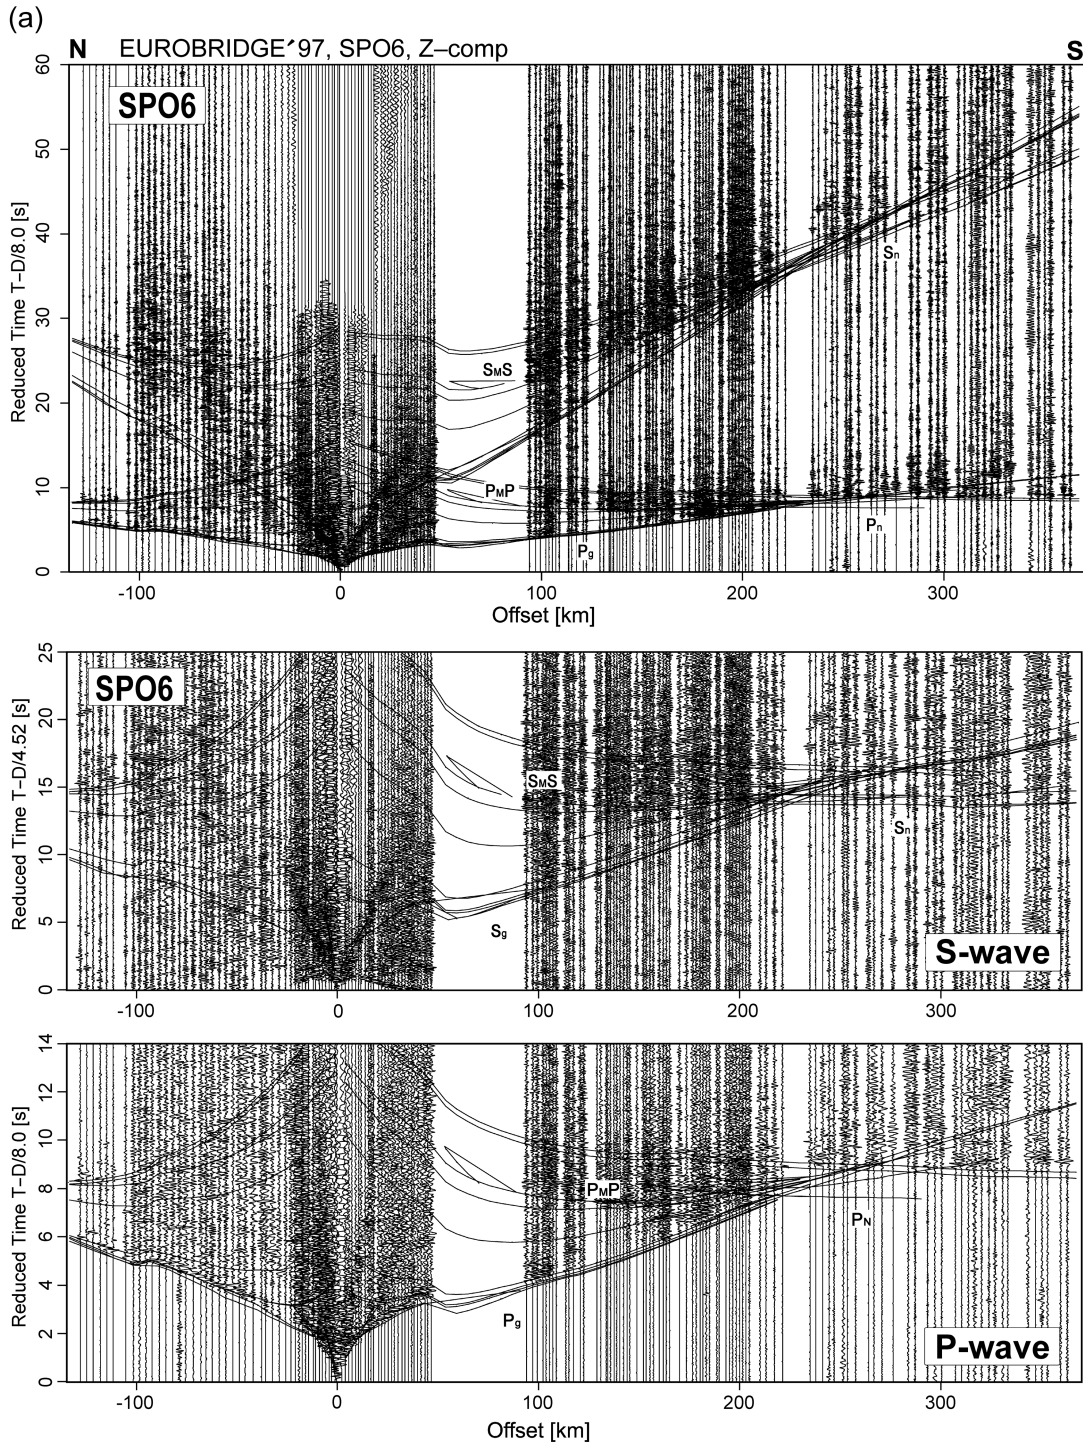 (a)
N EUROBRIDGE´97, SPO6, Z–comp S
60
50
40
30
20
10
0
Reduced Time T–D/8.0 [s]
SPO6
SMS
PMP
Pg
Sn
Pn
-100 0 100 200 300
Offset [km]
25
20
15
10
5
0
Reduced Time T–D/4.52 [s]
SPO6
SMS
Sn
Sg
S-wave
-100 0 100 200 300
14
12
10
8
6
4
2
0
Reduced Time T–D/8.0 [s]
PMP
PN
Pg
P-wave
-100 0 100 200 300
Offset [km]